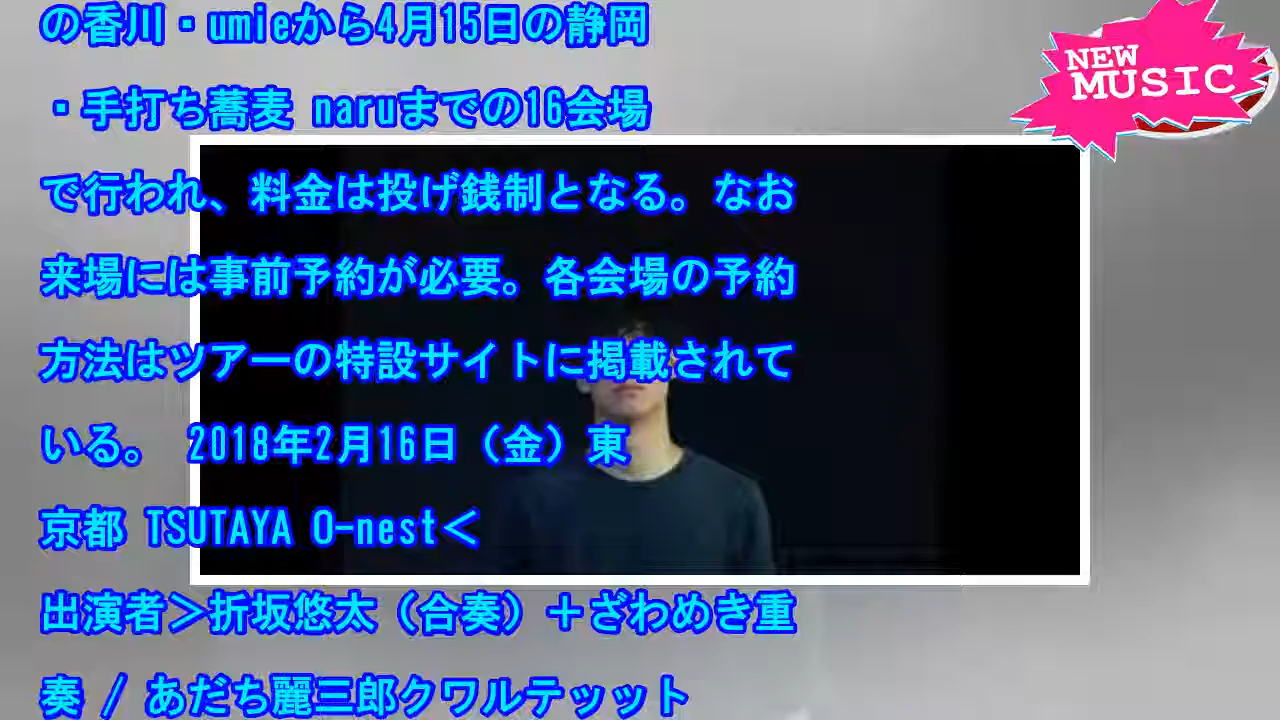 の香川・umieから4月15日の静岡
・手打ち蕎麦 naruまでの16会場
で行われ、料金は投げ銭制となる。なお
来場には事前予約が必要。各会場の予約
方法はツアーの特設サイトに掲載されて
いる。 2018年2月16日（金）東
京都 TSUTAYA O-nest＜
出演者＞折坂悠太（合奏）＋ざわめき重
奏 / あだち麗三郎クワルテッット
NEW
MUSIC